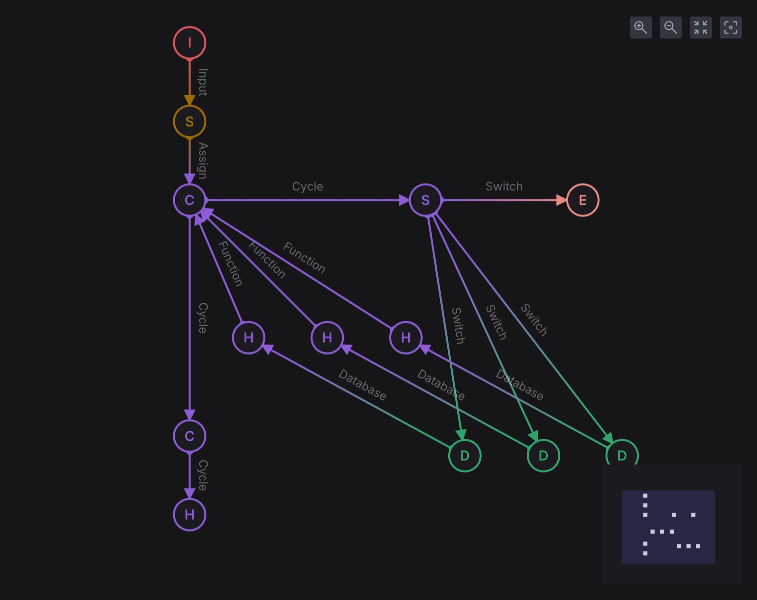 I
Input
S
Assign
C
Cycle
S
Switch
E
Function
Function
Function
Cycle
Switch
Switch
Switch
H
H
H
Database
Database
Database
C
D
D
D
Cycle
H